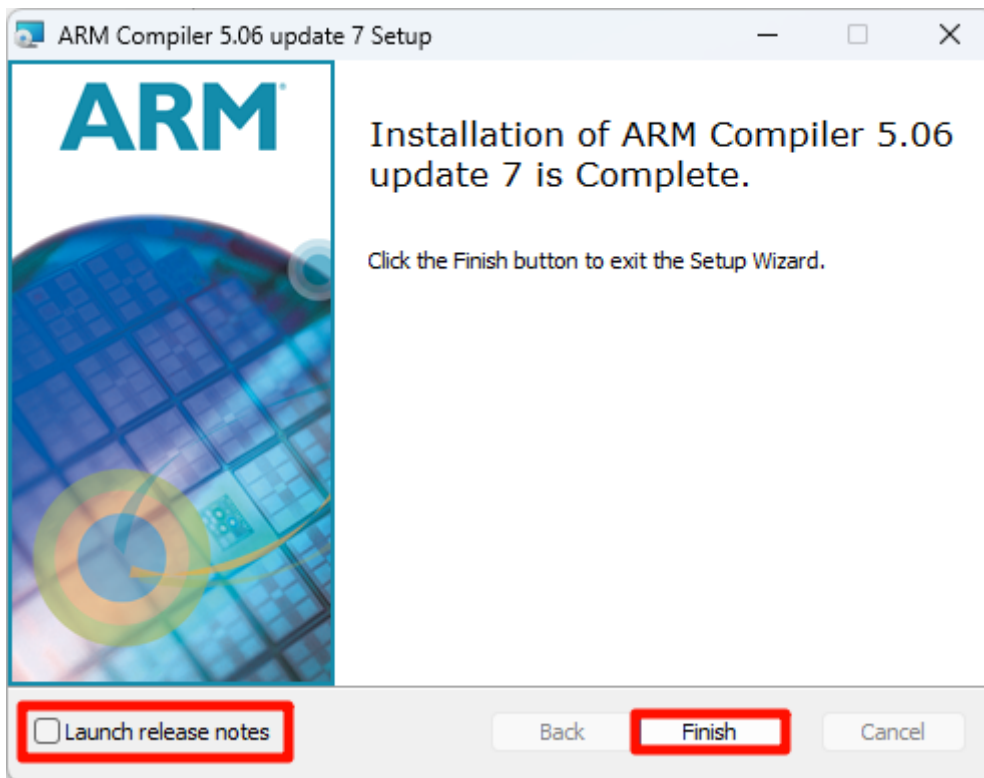 ARM Compiler 5.06 update 7 Setup
ARM
Installation of ARM Compiler 5.06
update 7 is Complete.
Click the Finish button to exit the Setup Wizard.
Launch release notes
Back
Finish
Cancel